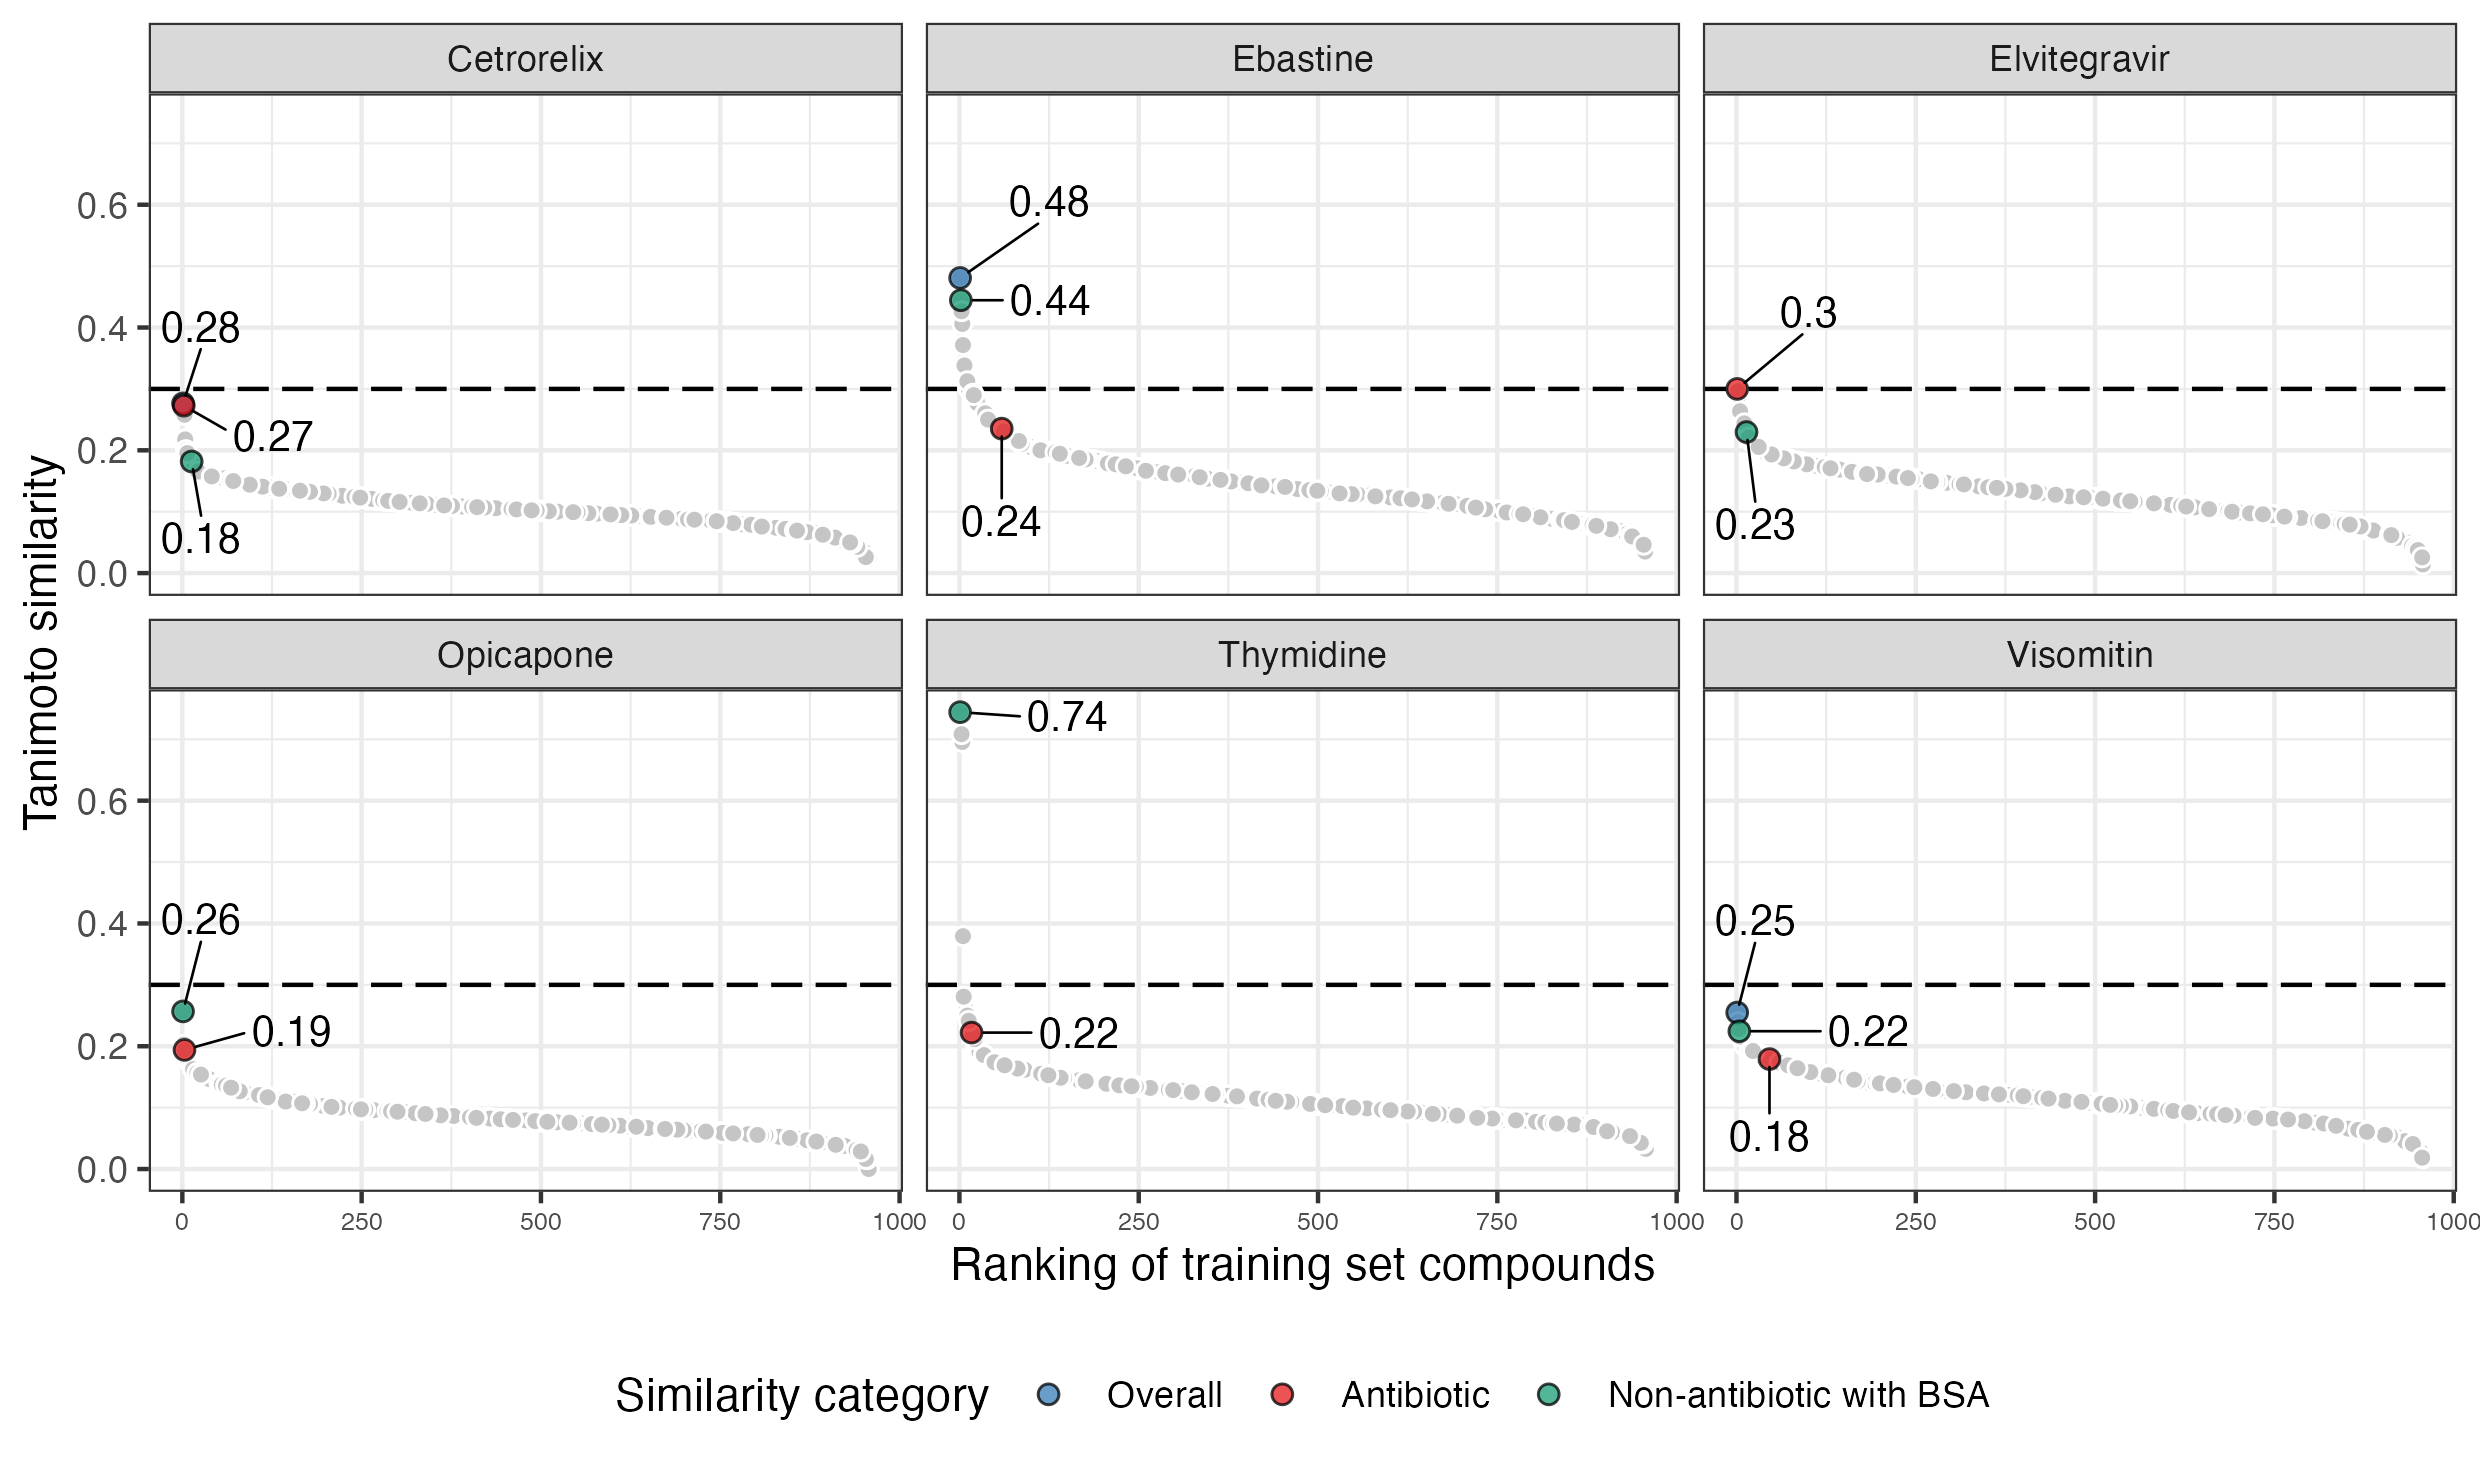 Cetrorelix
Ebastine
Elvitegravir
0.6
0.4
0.2
0.0
0.28
0.27
0.18
0.48
0.44
0.24
0.3
0.23
Tanimoto similarity
Opicapone
Thymidine
Visomitin
0.6
0.4
0.2
0.0
0.26
0.19
0.74
0.22
0.25
0.22
0.18
0 250 500 750 1000
0 250 500 750 1000
0 250 500 750 1000
Ranking of training set compounds
Similarity category Overall Antibiotic Non-antibiotic with BSA